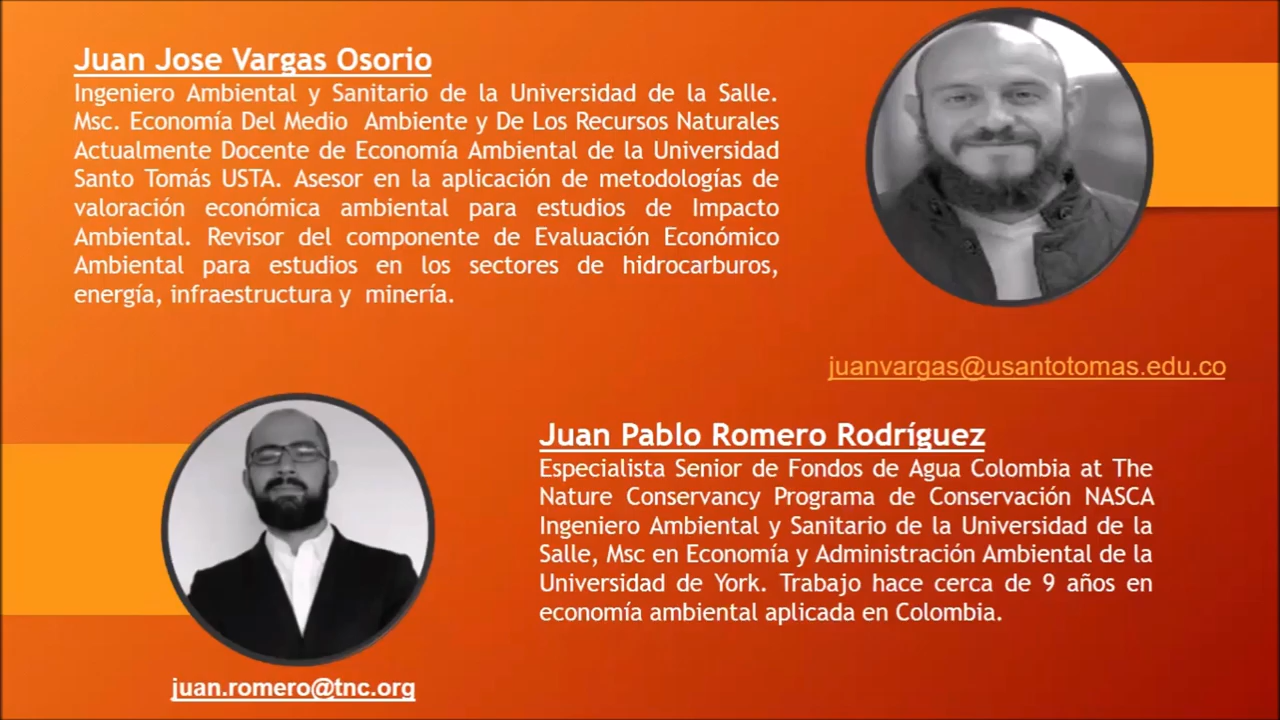 Juan Jose Vargas Osorio
Ingeniero Ambiental y Sanitario de la Universidad de la Salle.
Msc. Economía Del Medio Ambiente y De Los Recursos Naturales
Actualmente Docente de Economía Ambiental de la Universidad
Santo Tomás USTA. Asesor en la aplicación de metodologías de
valoración económica ambiental para estudios de Impacto
Ambiental. Revisor del componente de Evaluación Económico
Ambiental para estudios en los sectores de hidrocarburos,
energía, infraestructura y minería.
juanvargas@usantotomas.edu.co
Juan Pablo Romero Rodríguez
Especialista Senior de Fondos de Agua Colombia at The
Nature Conservancy Programa de Conservación NASCA
Ingeniero Ambiental y Sanitario de la Universidad de la
Salle, Msc en Economía y Administración Ambiental de la
Universidad de York. Trabajo hace cerca de 9 años en
economía ambiental aplicada en Colombia.
juan.romero@tnc.org